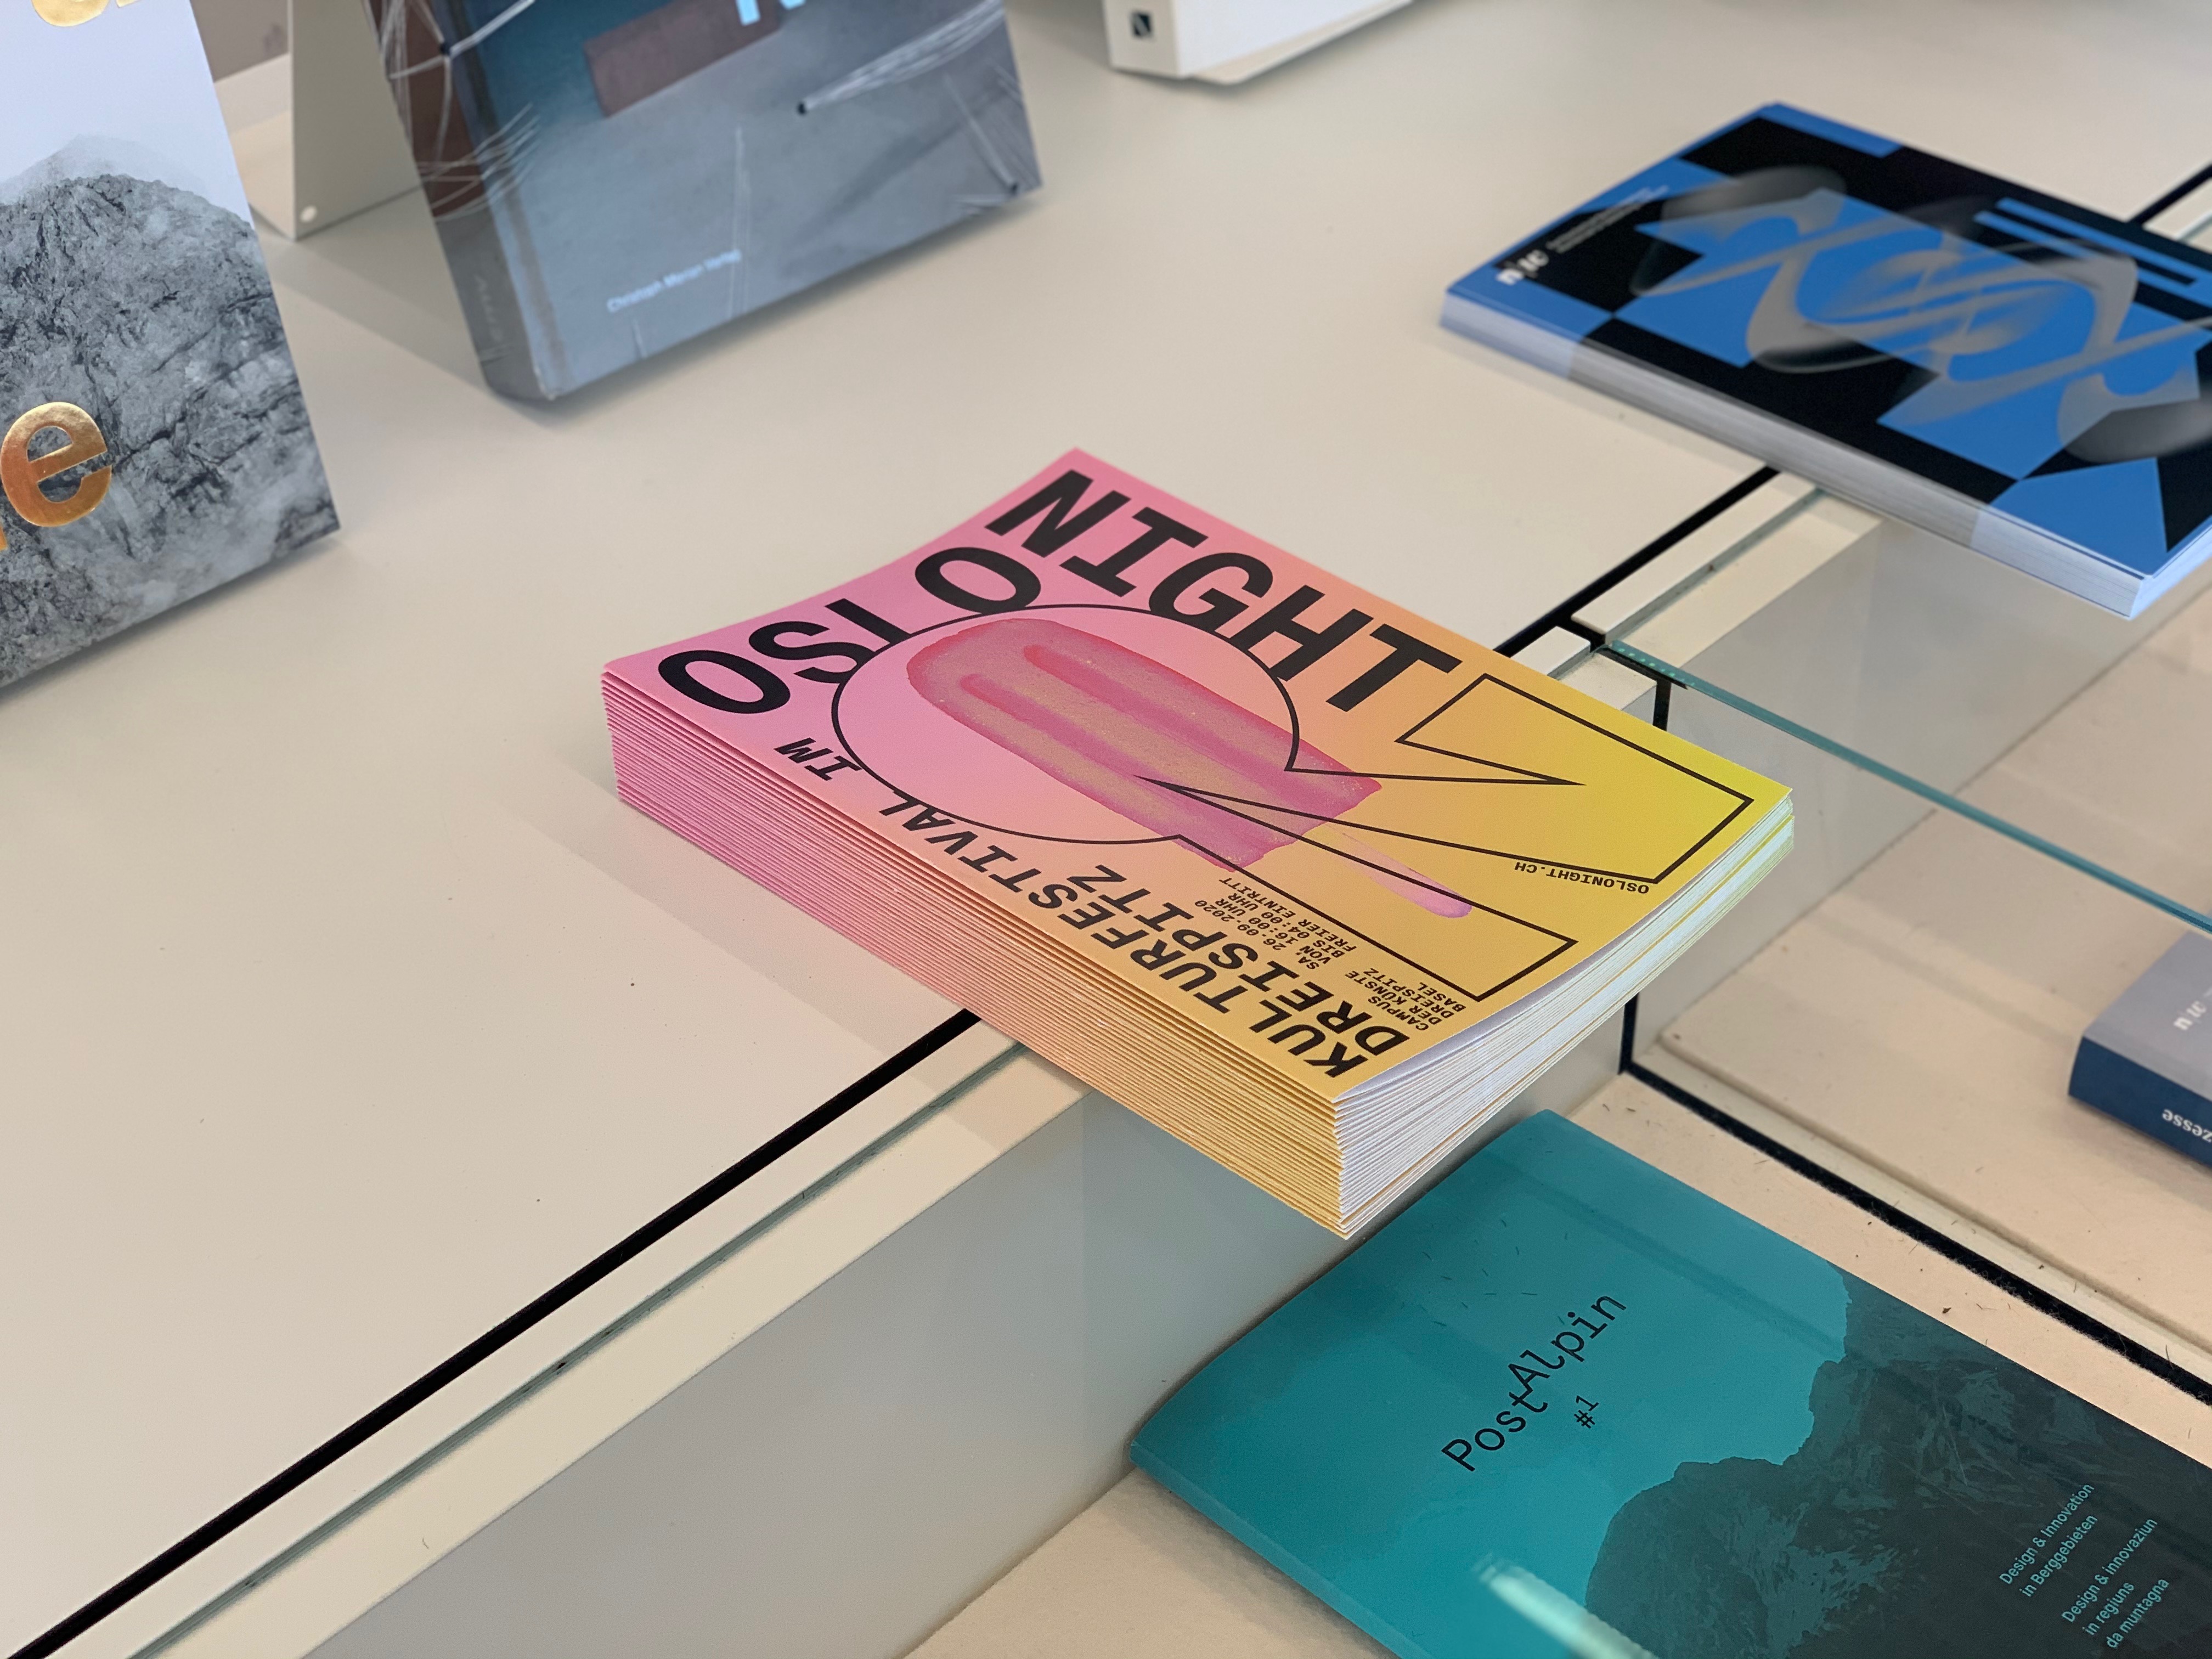 e
Christoph Merian Verlag
OSLO
NIGHT
KULTURFESTIVAL IM
DREISPITZ
SA, 26.09.2020
VON 16:00 UHR
BIS 04:00 UHR
FREIER EINTRITT
CAMPUS
DER KÜNSTE
DREISPITZ
BASEL
OSLONIGHT.CH
PostAlpin
#1
Design & Innovation
in Berggebieten
Design & innovaziun
in regiuns
da muntagna
zesse